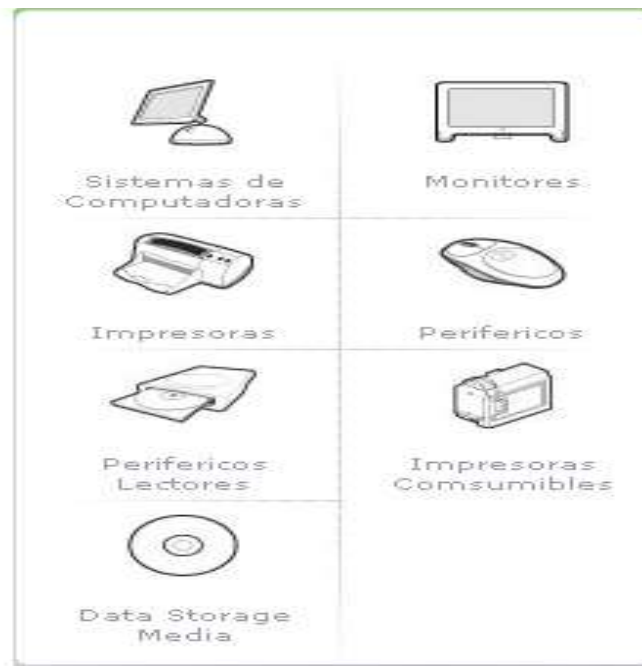 Sistemas de
Computadoras
Monitores
Impresoras
Perifericos
Perifericos
Lectores
Impresoras
Comsumibles
Data Storage
Media